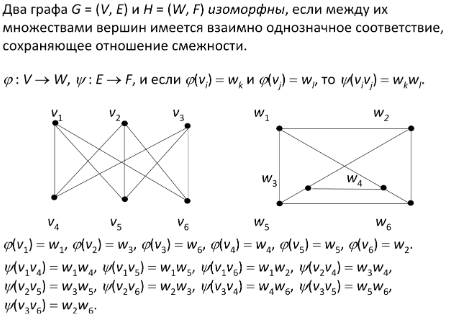 Два графа G = (V, E) и H = (W, F) изоморфны, если между их
множествами вершин имеется взаимно однозначное соответствие,
сохраняющее отношение смежности.
φ : V → W, ψ : E → F, и если φ(vᵢ) = wₖ и φ(vⱼ) = wₗ, то ψ(vᵢvⱼ) = wₖwₗ.
v₁ v₂ v₃ w₁ w₂
w₃ w₄
v₄ v₅ v₆ w₅ w₆
φ(v₁) = w₁, φ(v₂) = w₃, φ(v₃) = w₆, φ(v₄) = w₄, φ(v₅) = w₅, φ(v₆) = w₂.
ψ(v₁v₄) = w₁w₄, ψ(v₁v₅) = w₁w₅, ψ(v₁v₆) = w₁w₂, ψ(v₂v₄) = w₃w₄,
ψ(v₂v₅) = w₃w₅, ψ(v₂v₆) = w₂w₃, ψ(v₃v₄) = w₄w₆, ψ(v₃v₅) = w₅w₆,
ψ(v₃v₆) = w₂w₆.